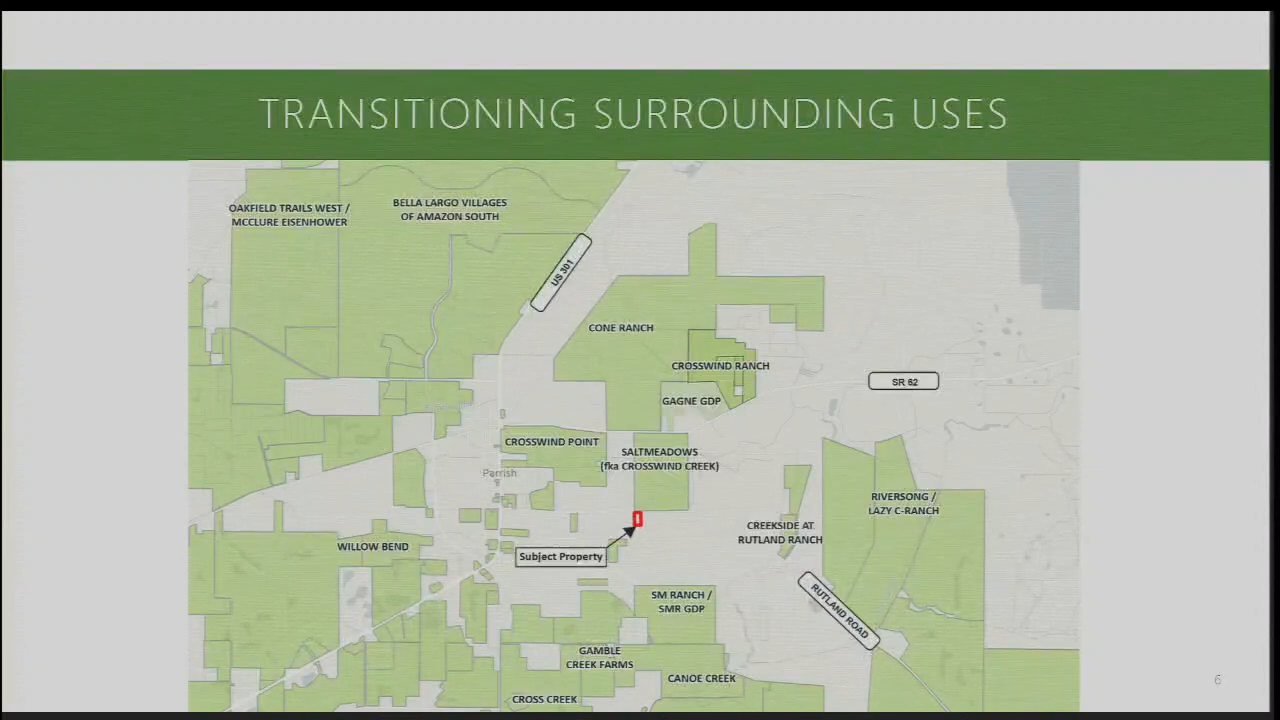 TRANSITIONING SURROUNDING USES
OAKFIELD TRAILS WEST /
MCCLURE EISENHOWER
BELLA LARGO VILLAGES
OF AMAZON SOUTH
US 301
CONE RANCH
CROSSWIND RANCH
SR 62
GAGNE GDP
CROSSWIND POINT
SALTMEADOWS
(fka CROSSWIND CREEK)
Parrish
RIVERSONG /
LAZY C-RANCH
CREEKSIDE AT
RUTLAND RANCH
WILLOW BEND
Subject Property
SM RANCH /
SMR GDP
RUTLAND ROAD
GAMBLE
CREEK FARMS
CANOE CREEK
CROSS CREEK
6